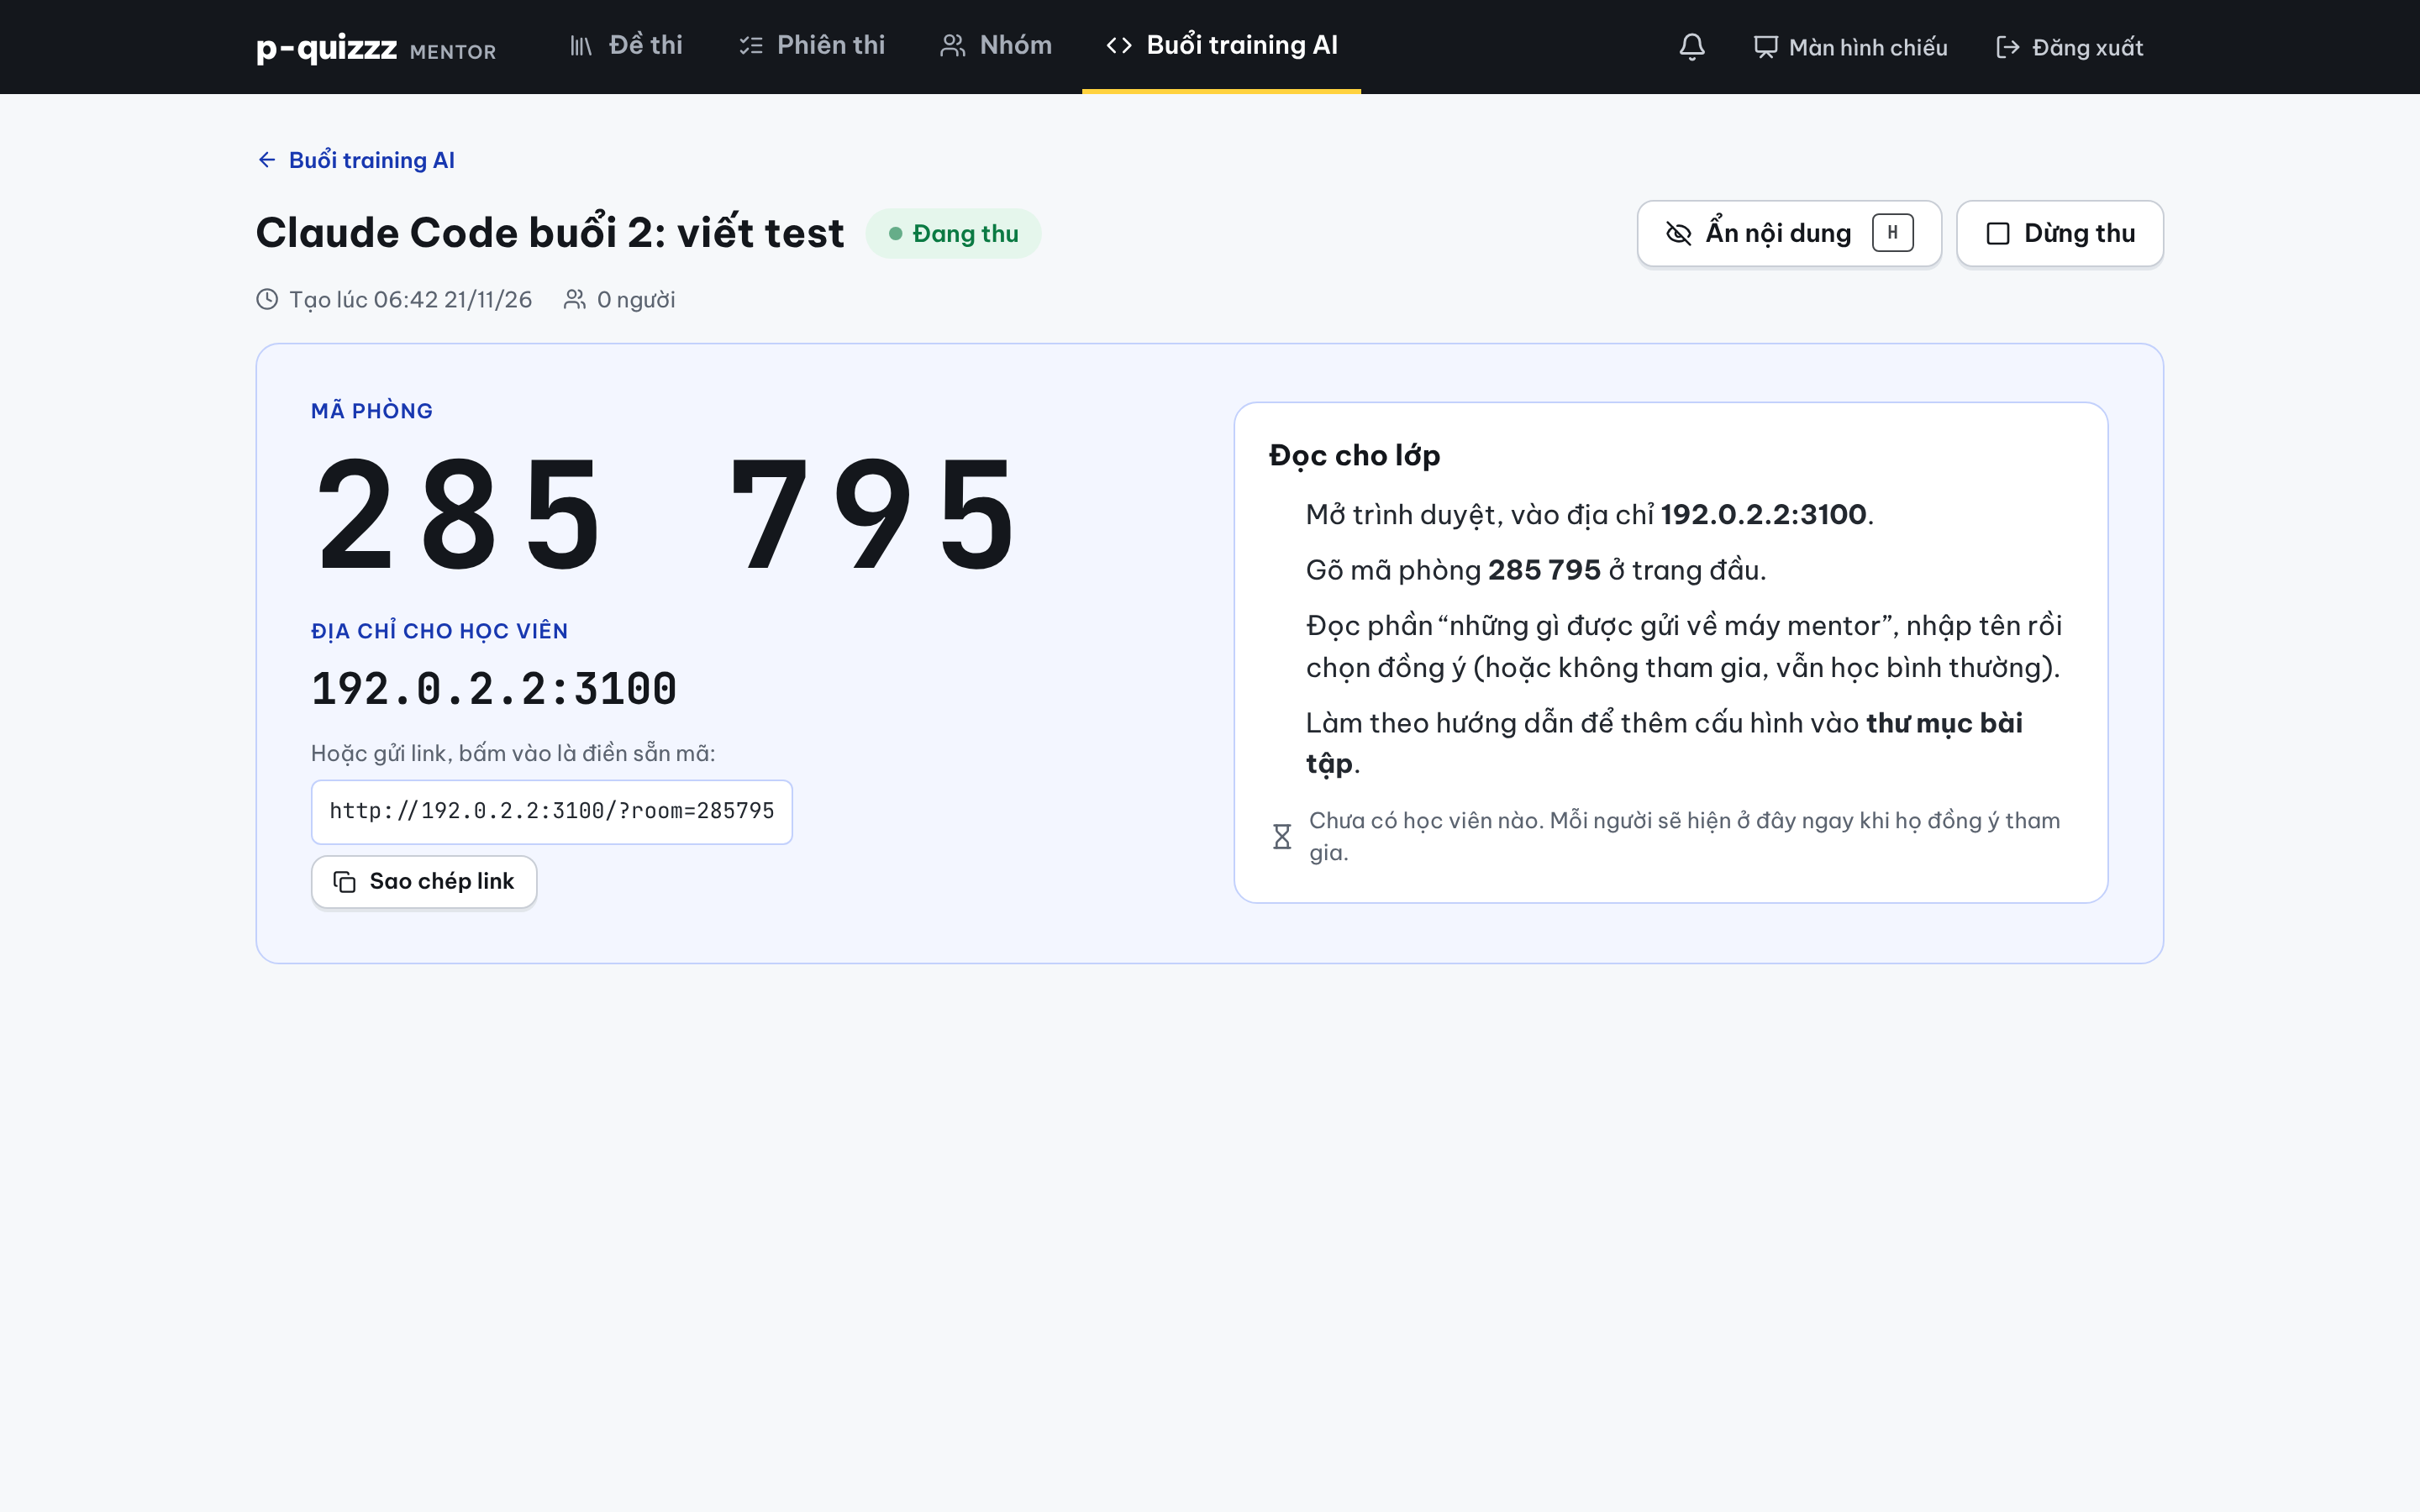 p-quizzz MENTOR
Đề thi
Phiên thi
Nhóm
Buổi training AI
Màn hình chiếu
Đăng xuất
Buổi training AI
Claude Code buổi 2: viết test
Đang thu
Ẩn nội dung H
Dừng thu
Tạo lúc 06:42 21/11/26
0 người
MÃ PHÒNG
285 795
ĐỊA CHỈ CHO HỌC VIÊN
192.0.2.2:3100
Hoặc gửi link, bấm vào là điền sẵn mã:
http://192.0.2.2:3100/?room=285795
Sao chép link
Đọc cho lớp
Mở trình duyệt, vào địa chỉ 192.0.2.2:3100.
Gõ mã phòng 285 795 ở trang đầu.
Đọc phần “những gì được gửi về máy mentor”, nhập tên rồi
chọn đồng ý (hoặc không tham gia, vẫn học bình thường).
Làm theo hướng dẫn để thêm cấu hình vào thư mục bài
tập.
Chưa có học viên nào. Mỗi người sẽ hiện ở đây ngay khi họ đồng ý tham
gia.